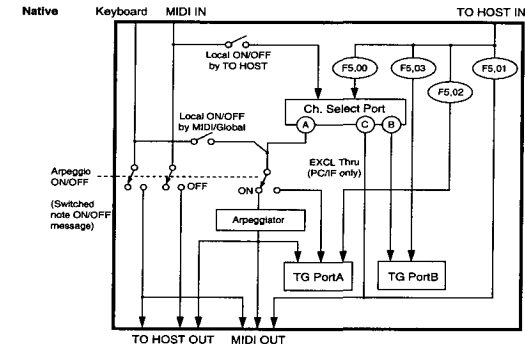 Native Keyboard MIDI IN TO HOST IN
Local ON/OFF
by TO HOST
F5,00 F5,03 F5,01
F5,02
Ch. Select Port
A C B
Local ON/OFF
by MIDI/Global
EXCL Thru
(PC/IF only)
Arpeggio
ON/OFF
OFF
ON
(Switched
note ON/OFF
message)
Arpeggiator
TG PortA TG PortB
TO HOST OUT MIDI OUT